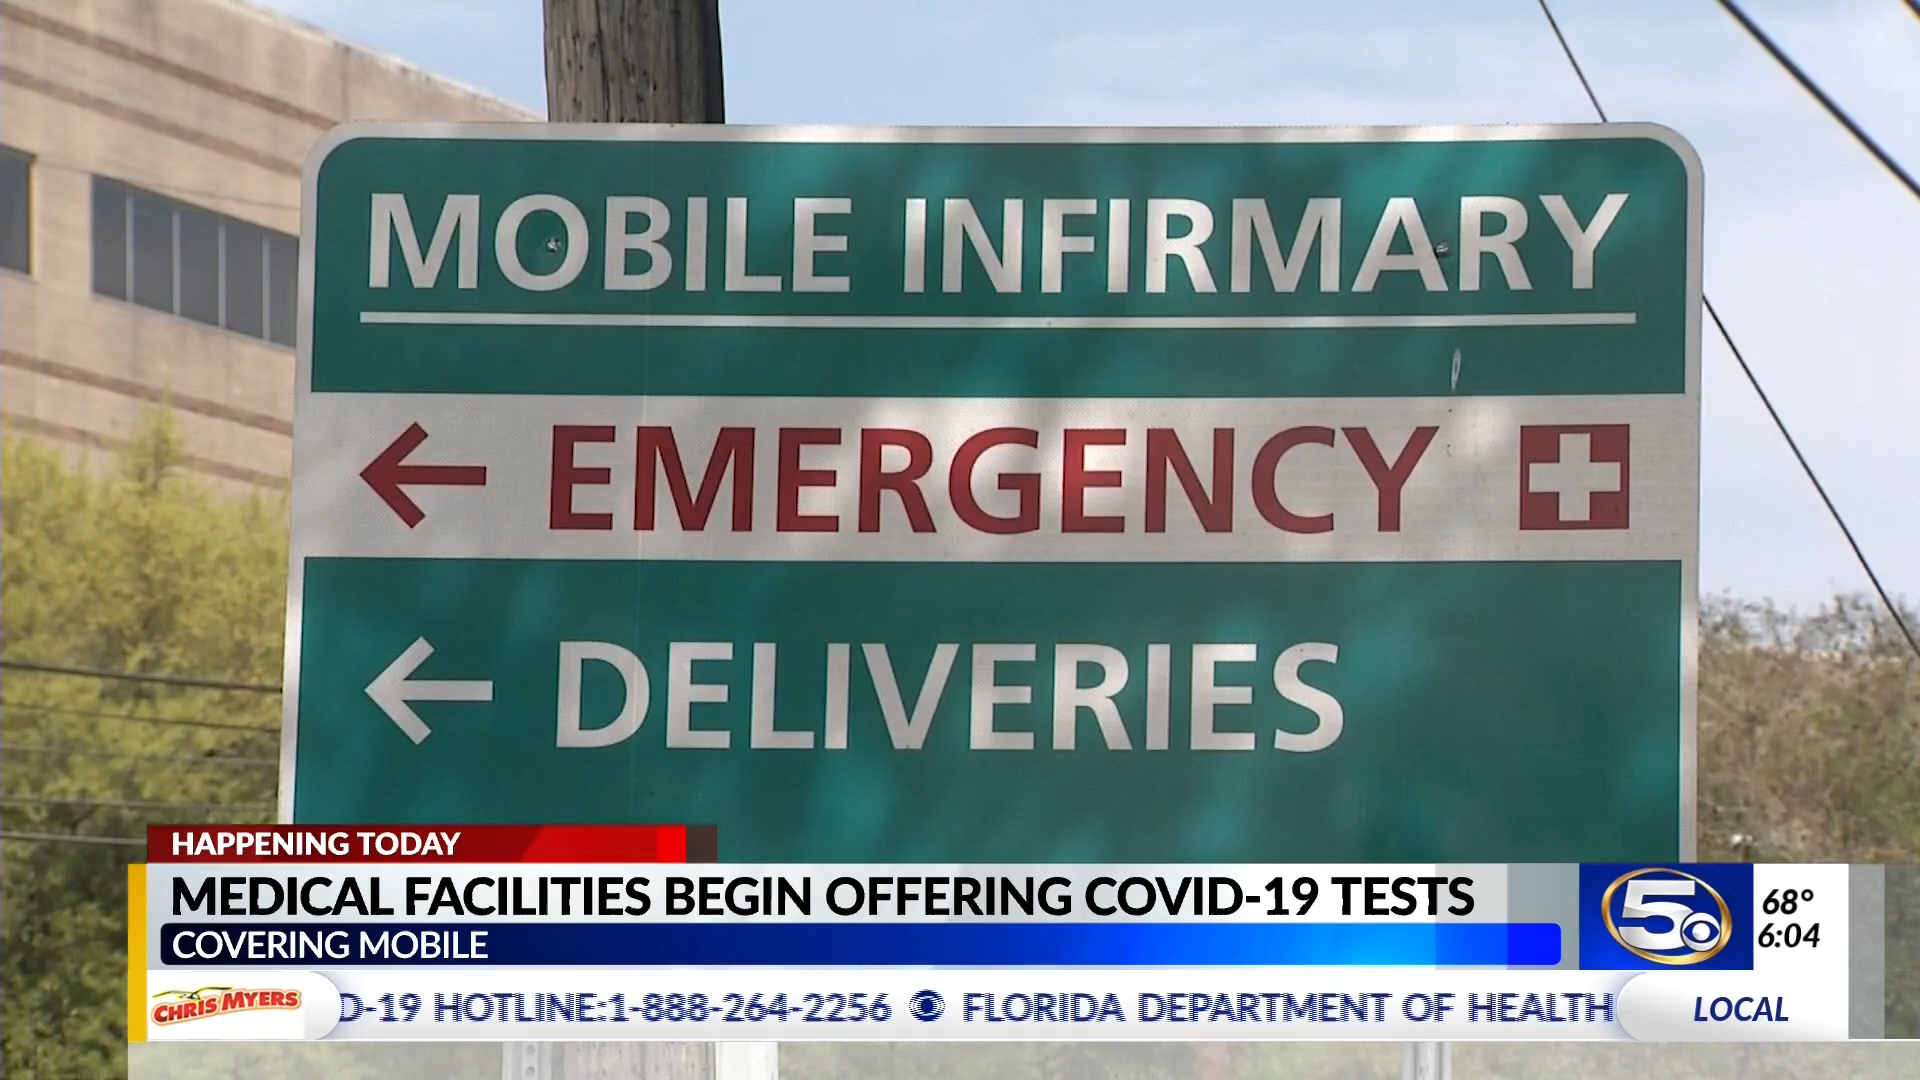 MOBILE INFIRMARY
← EMERGENCY
← DELIVERIES
HAPPENING TODAY
MEDICAL FACILITIES BEGIN OFFERING COVID-19 TESTS
COVERING MOBILE
5
68°
6:04
CHRIS MYERS
D-19 HOTLINE:1-888-264-2256 FLORIDA DEPARTMENT OF HEALTH
LOCAL